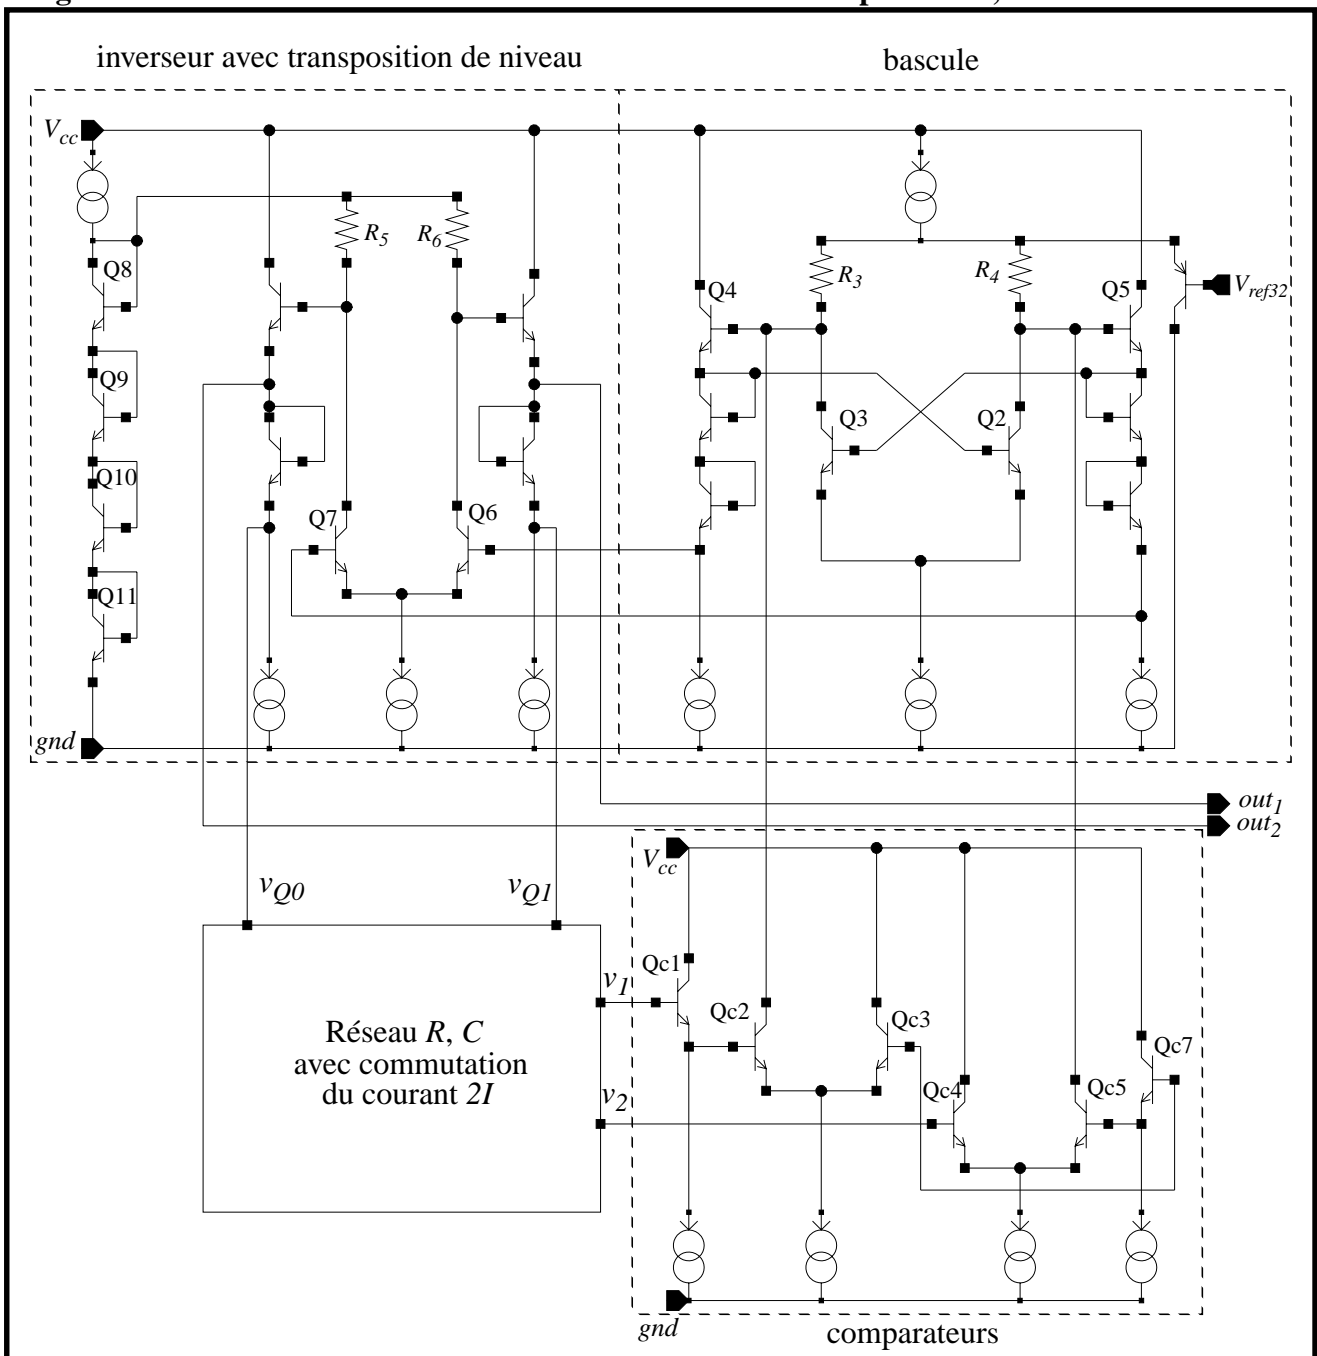 inverseur avec transposition de niveau
bascule
Vcc
R5
R6
Q8
Q9
Q10
Q11
Q7
Q6
R3
R4
Q4
Q5
Vref32
Q3
Q2
gnd
out1
out2
Vcc
vQ0
vQ1
v1
v2
Réseau R, C
avec commutation
du courant 2I
Qc1
Qc2
Qc3
Qc4
Qc5
Qc7
gnd
comparateurs